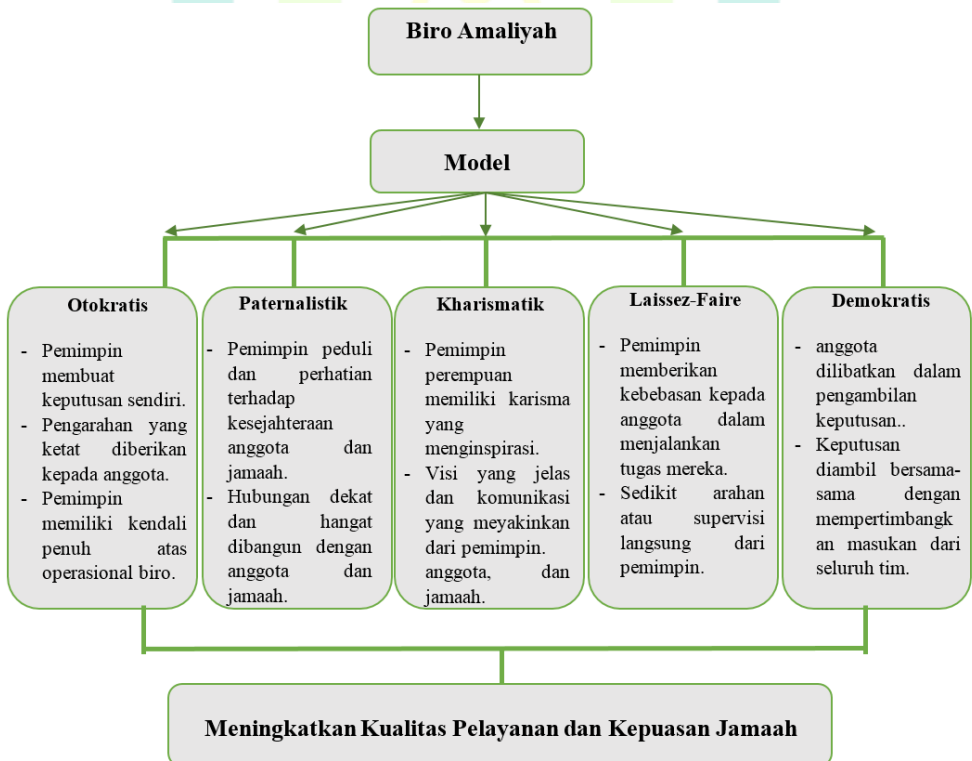 Biro Amaliyah
Model
Otokratis
- Pemimpin
membuat
keputusan sendiri.
- Pengarahan yang
ketat diberikan
kepada anggota.
- Pemimpin
memiliki kendali
penuh atas
operasional biro.
Paternalistik
- Pemimpin peduli
dan perhatian
terhadap
kesejahteraan
anggota dan
jamaah.
- Hubungan dekat
dan hangat
dibangun dengan
anggota dan
jamaah.
Kharismatik
- Pemimpin
perempuan
memiliki karisma
yang
menginspirasi.
- Visi yang jelas
dan komunikasi
yang meyakinkan
dari pemimpin.
anggota, dan
jamaah.
Laissez-Faire
- Pemimpin
memberikan
kebebasan kepada
anggota dalam
menjalankan
tugas mereka.
- Sedikit arahan
atau supervisi
langsung dari
pemimpin.
Demokratis
- anggota
dilibatkan dalam
pengambilan
keputusan..
- Keputusan
diambil bersama-
sama dengan
mempertimbangk
an masukan dari
seluruh tim.
Meningkatkan Kualitas Pelayanan dan Kepuasan Jamaah